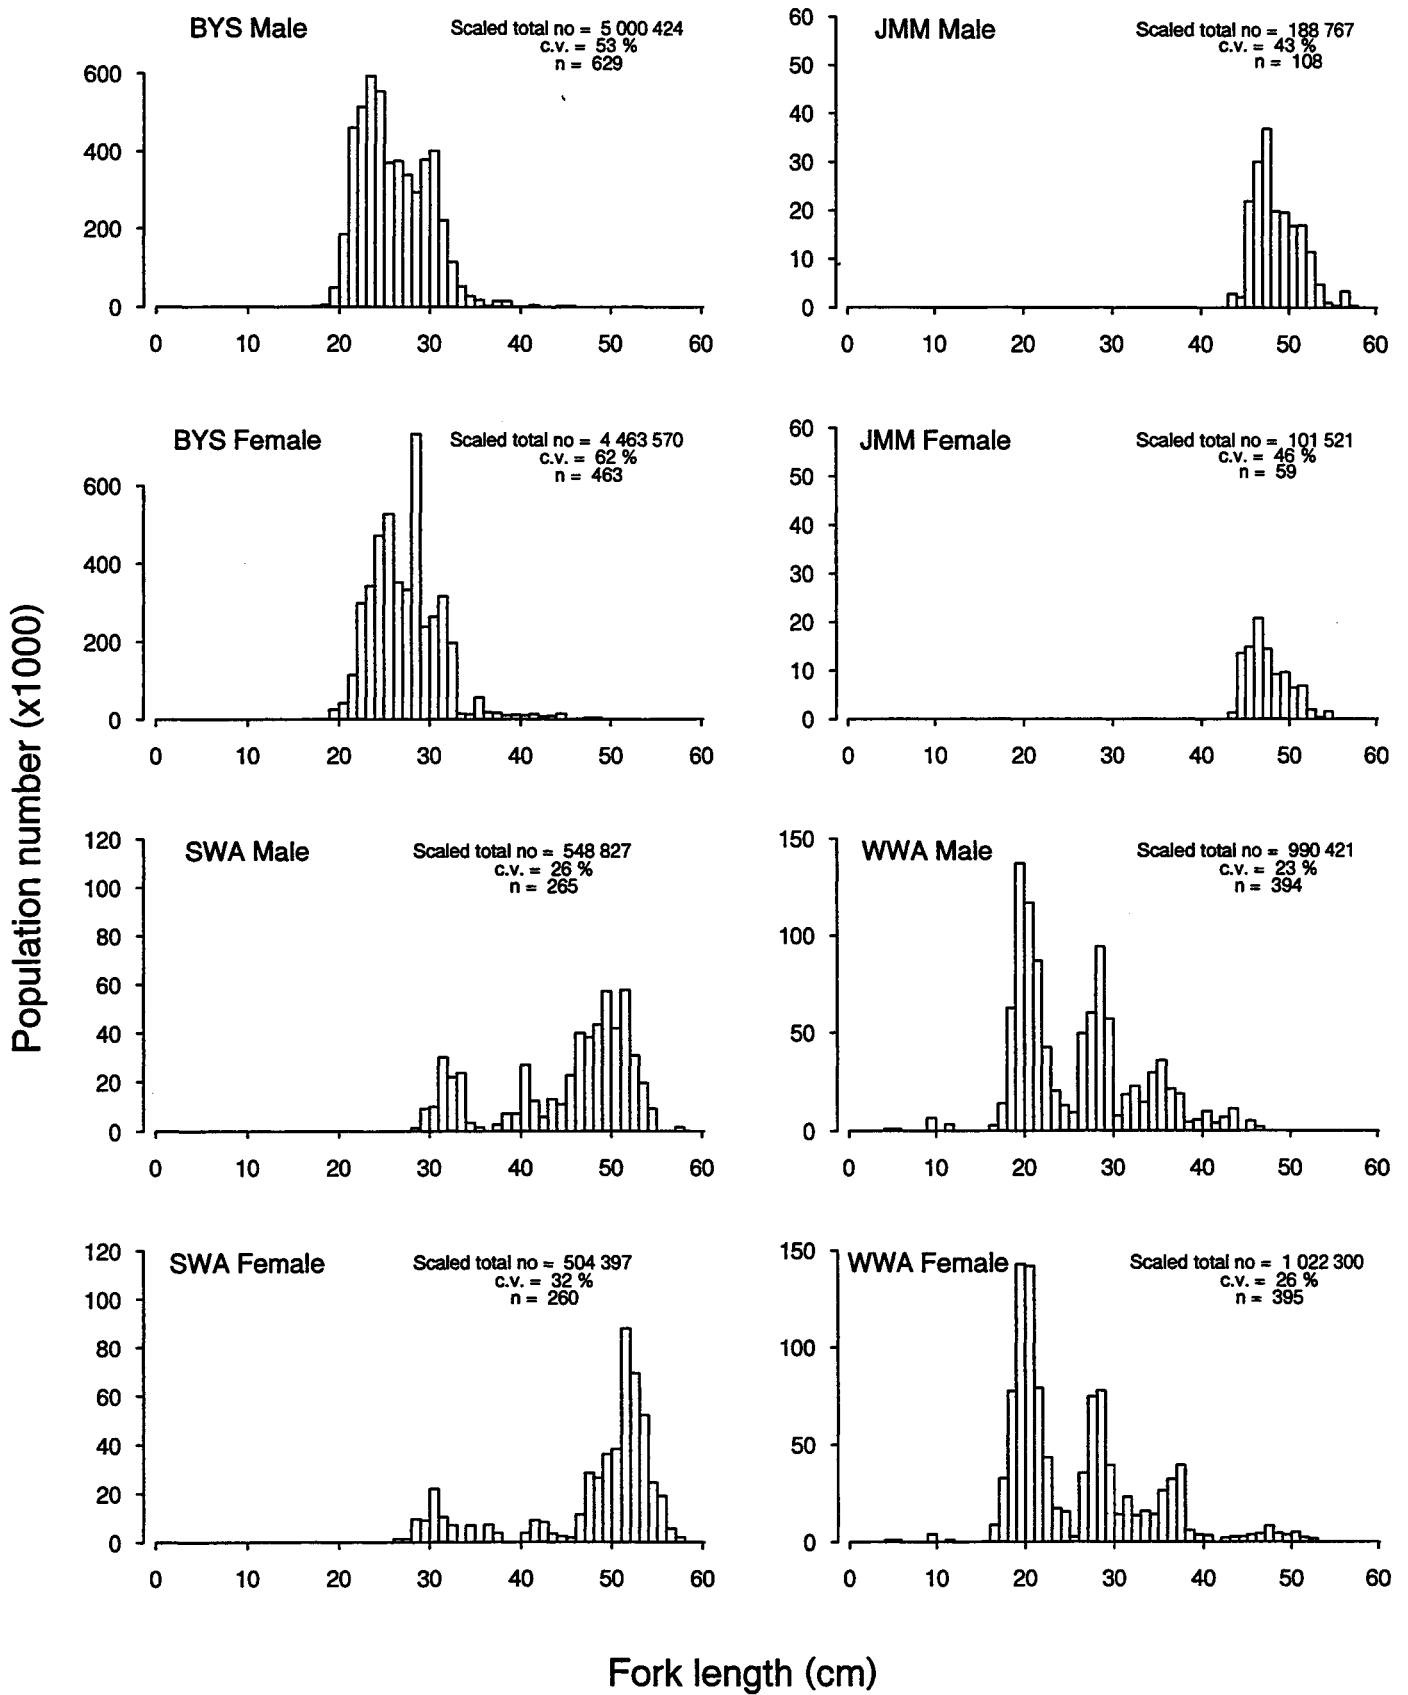 BYS Male
Scaled total no = 5 000 424
c.v. = 53 %
n = 629
600
400
200
0
0 10 20 30 40 50 60
JMM Male
Scaled total no = 188 767
c.v. = 43 %
n = 108
60
50
40
30
20
10
0
0 10 20 30 40 50 60
BYS Female
Scaled total no = 4 463 570
c.v. = 62 %
n = 463
600
400
200
0
0 10 20 30 40 50 60
JMM Female
Scaled total no = 101 521
c.v. = 46 %
n = 59
60
50
40
30
20
10
0
0 10 20 30 40 50 60
Population number (x1000)
SWA Male
Scaled total no = 548 827
c.v. = 26 %
n = 265
120
100
80
60
40
20
0
0 10 20 30 40 50 60
WWA Male
Scaled total no = 990 421
c.v. = 23 %
n = 394
150
100
50
0
0 10 20 30 40 50 60
SWA Female
Scaled total no = 504 397
c.v. = 32 %
n = 260
120
100
80
60
40
20
0
0 10 20 30 40 50 60
WWA Female
Scaled total no = 1 022 300
c.v. = 26 %
n = 395
150
100
50
0
0 10 20 30 40 50 60
Fork length (cm)